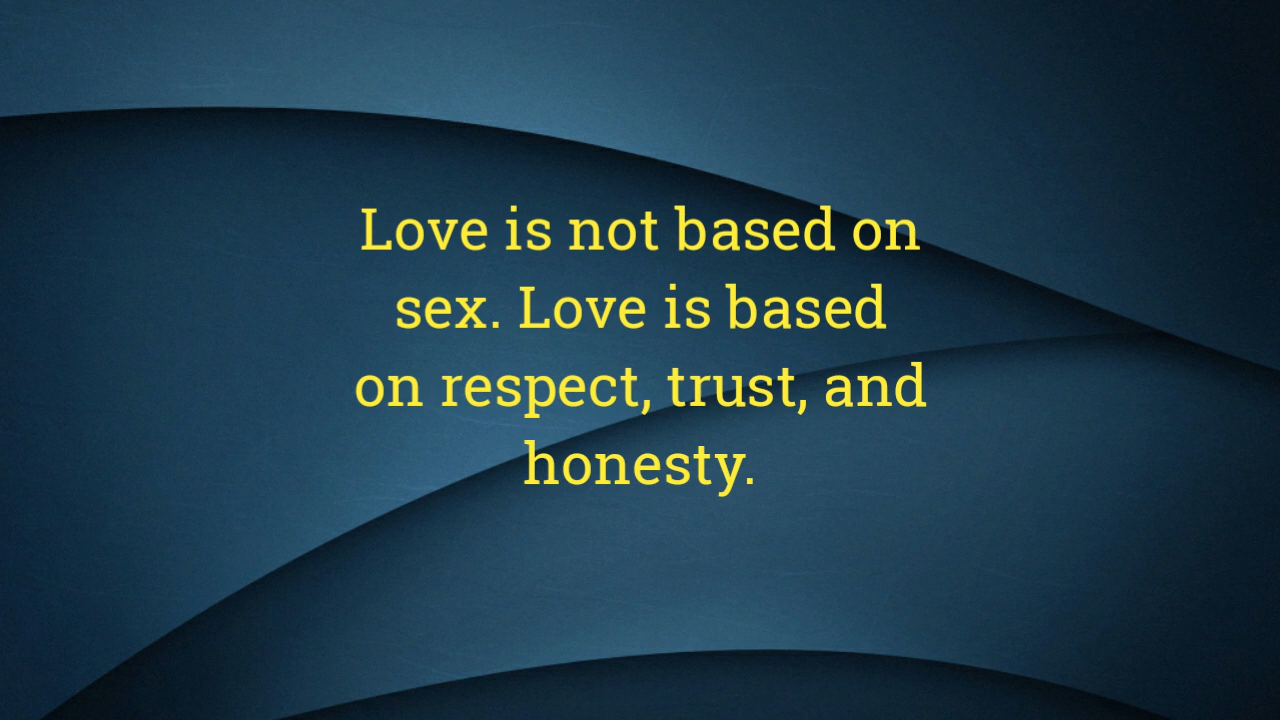 Love is not based on
sex. Love is based
on respect, trust, and
honesty.